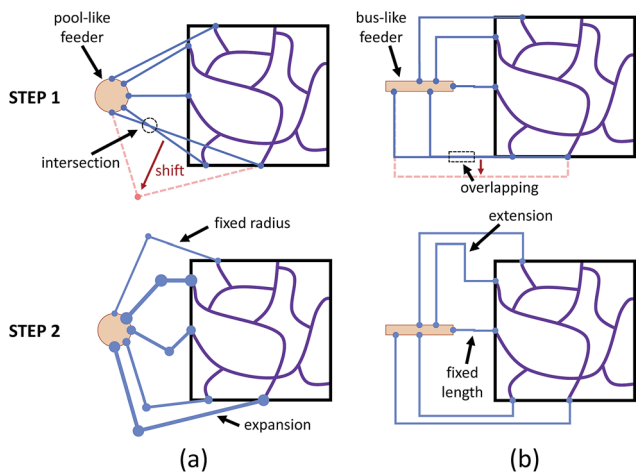 pool-like
feeder
STEP 1
intersection
shift
bus-like
feeder
overlapping
fixed radius
STEP 2
expansion
extension
fixed
length
(a)
(b)